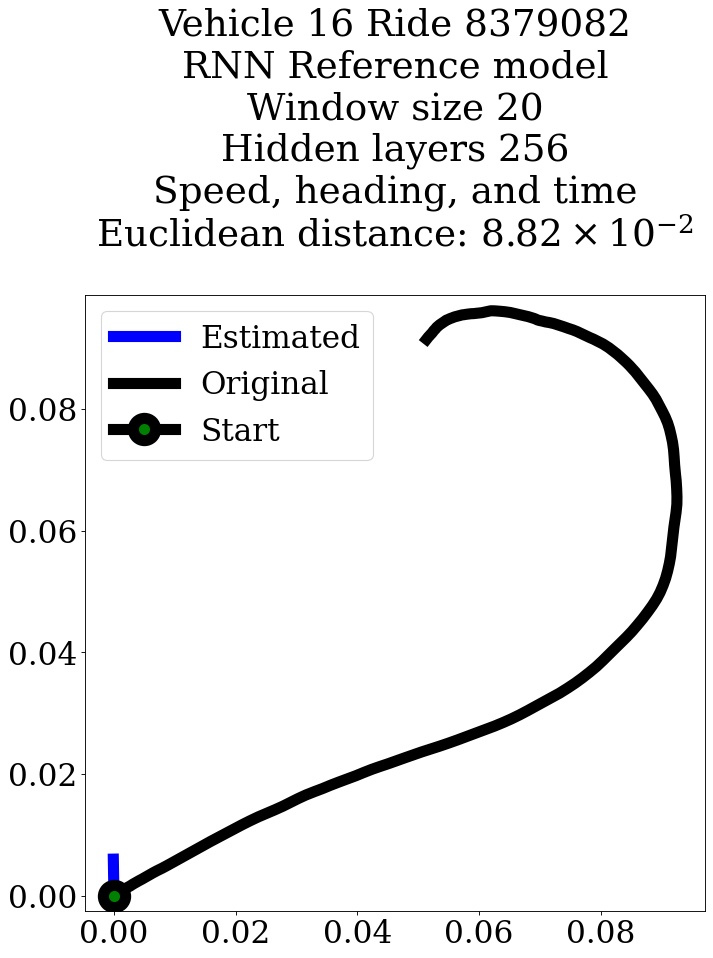 Vehicle 16 Ride 8379082
RNN Reference model
Window size 20
Hidden layers 256
Speed, heading, and time
Euclidean distance: 8.82 × 10⁻²
Estimated
Original
Start
0.08
0.06
0.04
0.02
0.00
0.00 0.02 0.04 0.06 0.08